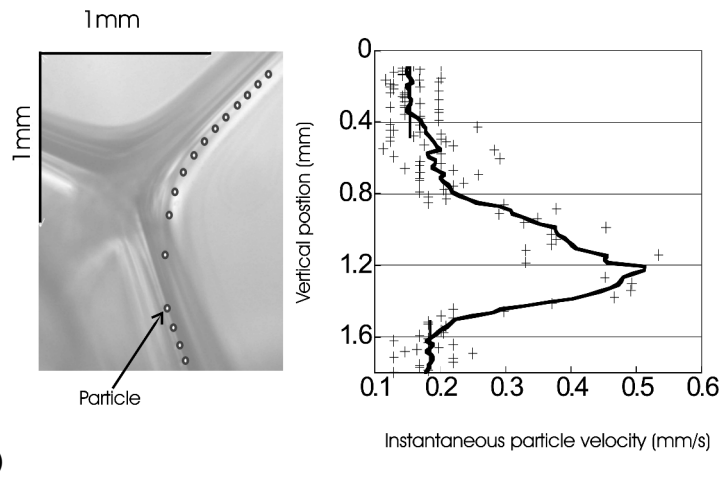 1mm
1mm
Particle
)
Vertical postion (mm)
0
0.4
0.8
1.2
1.6
0.1 0.2 0.3 0.4 0.5 0.6
Instantaneous particle velocity (mm/s)